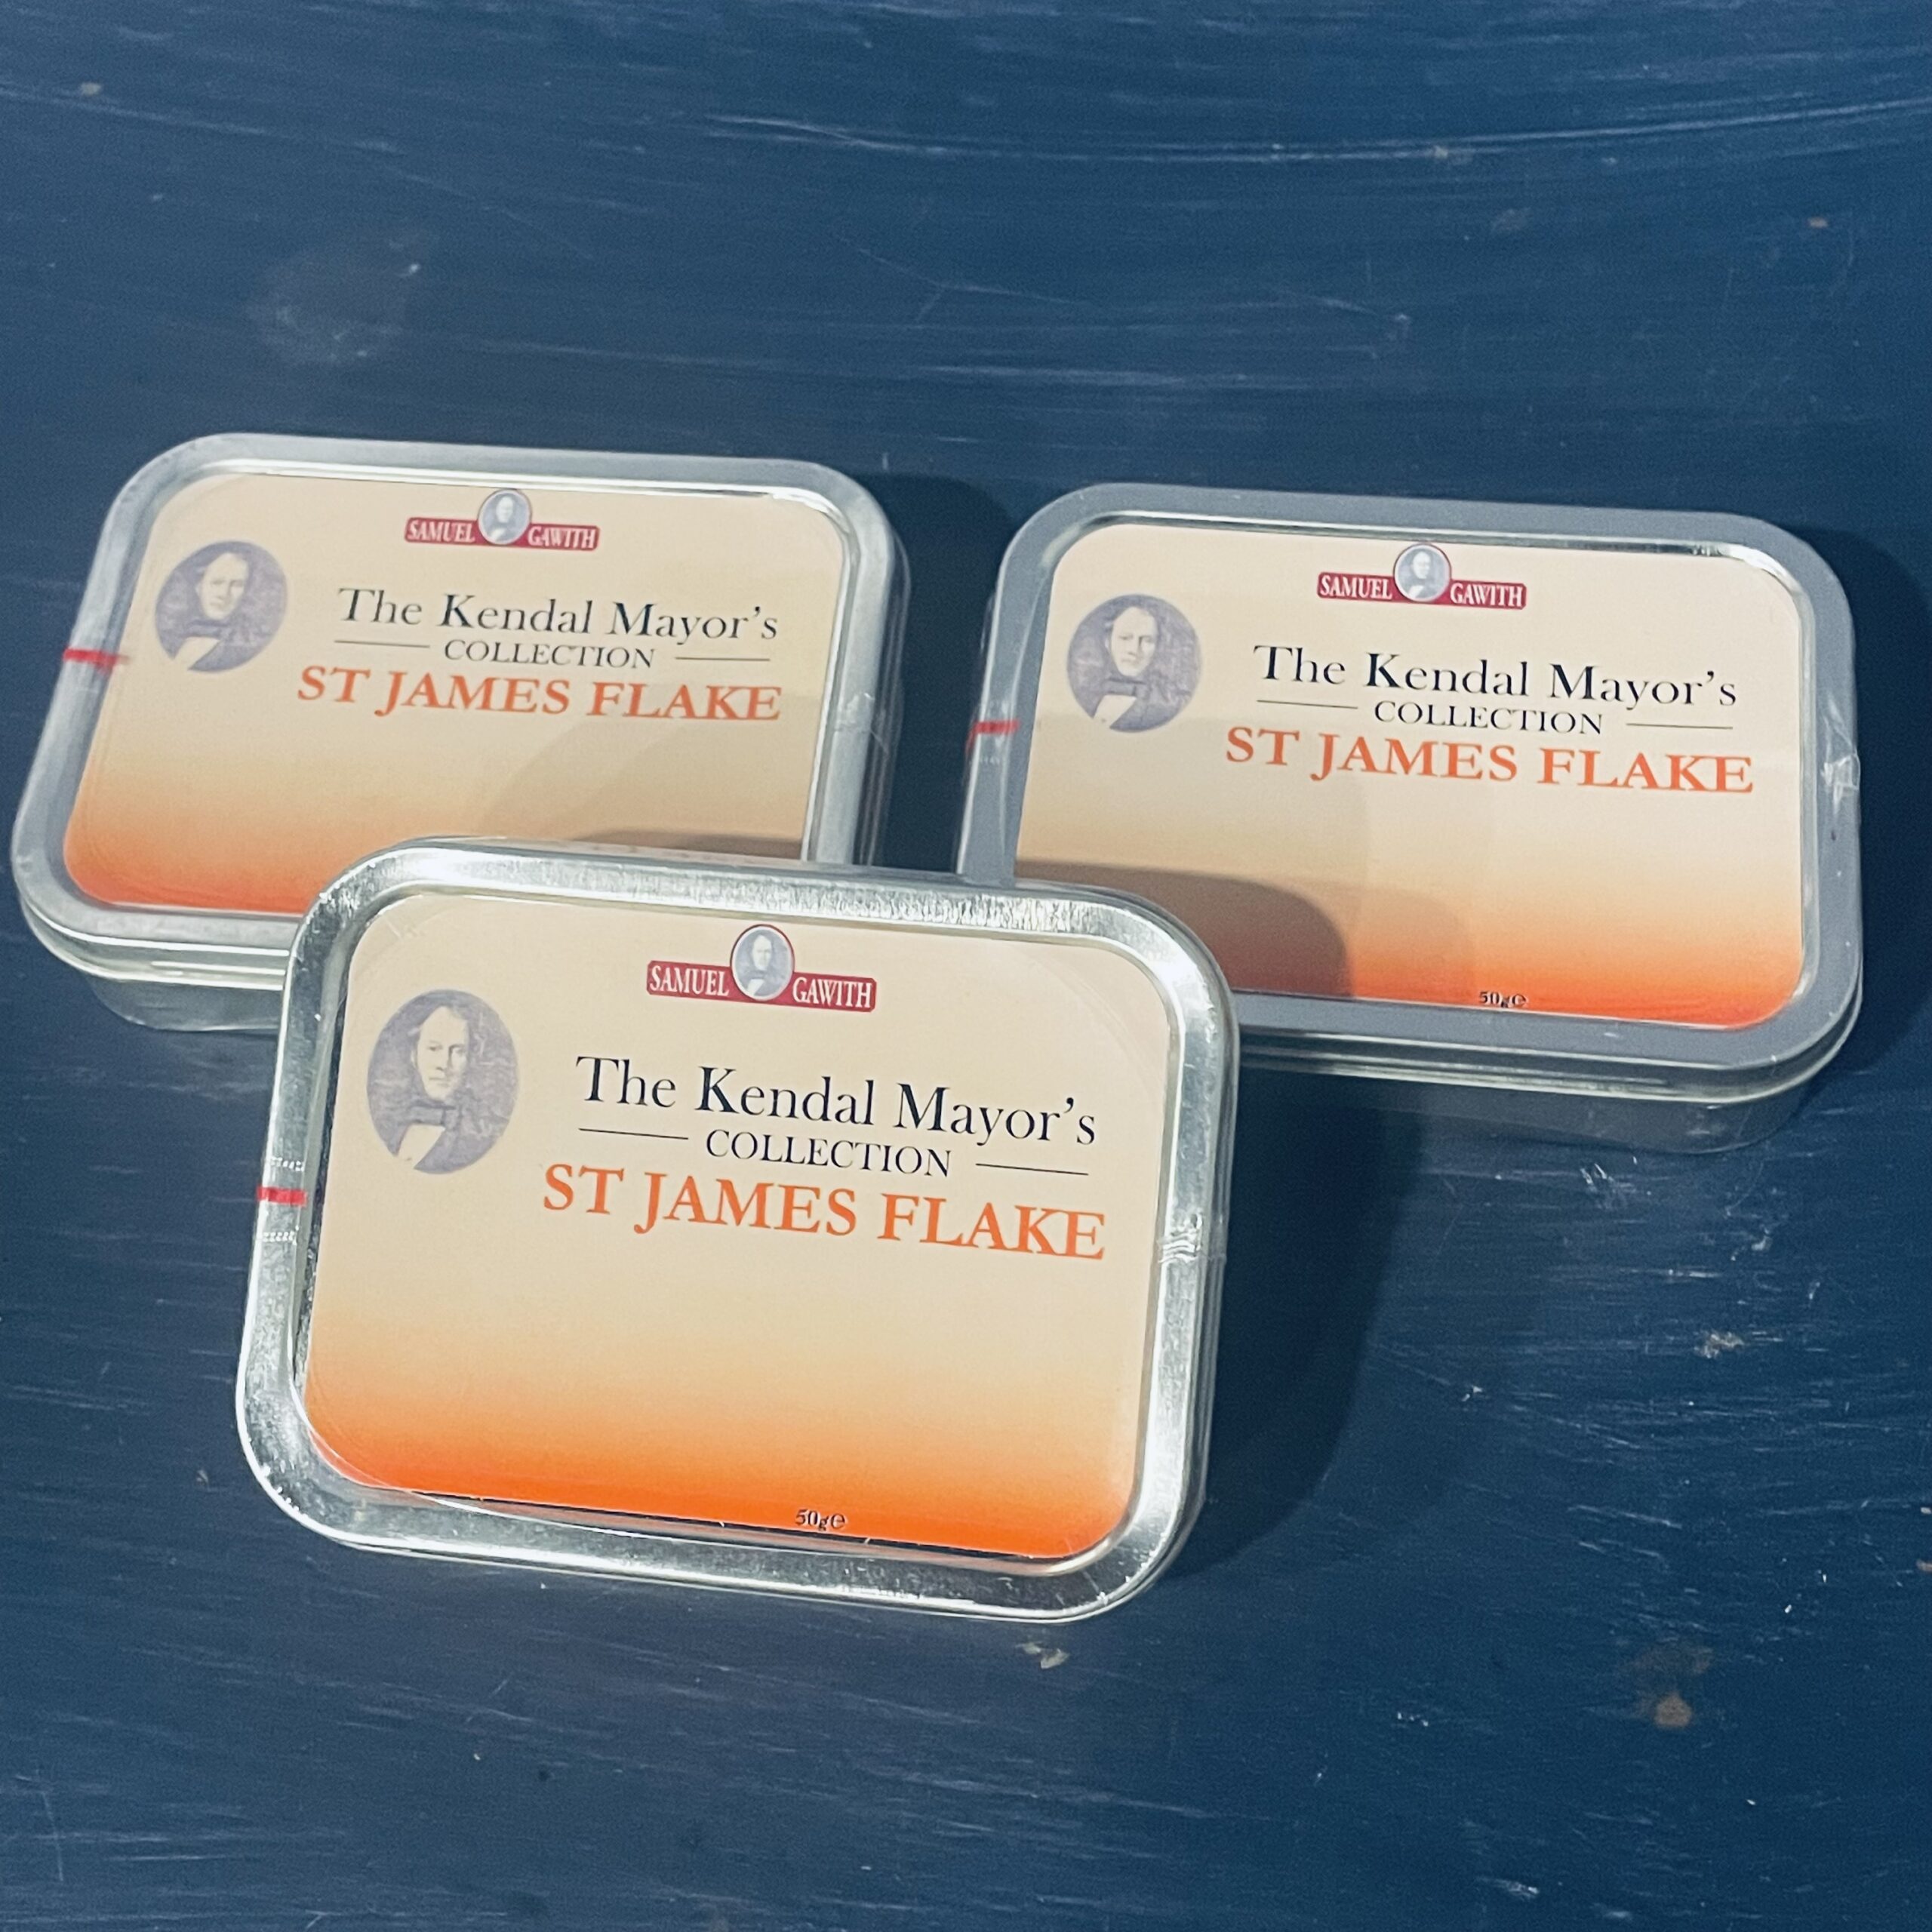 SAMUEL GAWITH
The Kendal Mayor's
COLLECTION
ST JAMES FLAKE
SAMUEL GAWITH
The Kendal Mayor's
COLLECTION
ST JAMES FLAKE
50g℮
SAMUEL GAWITH
The Kendal Mayor's
COLLECTION
ST JAMES FLAKE
50g℮